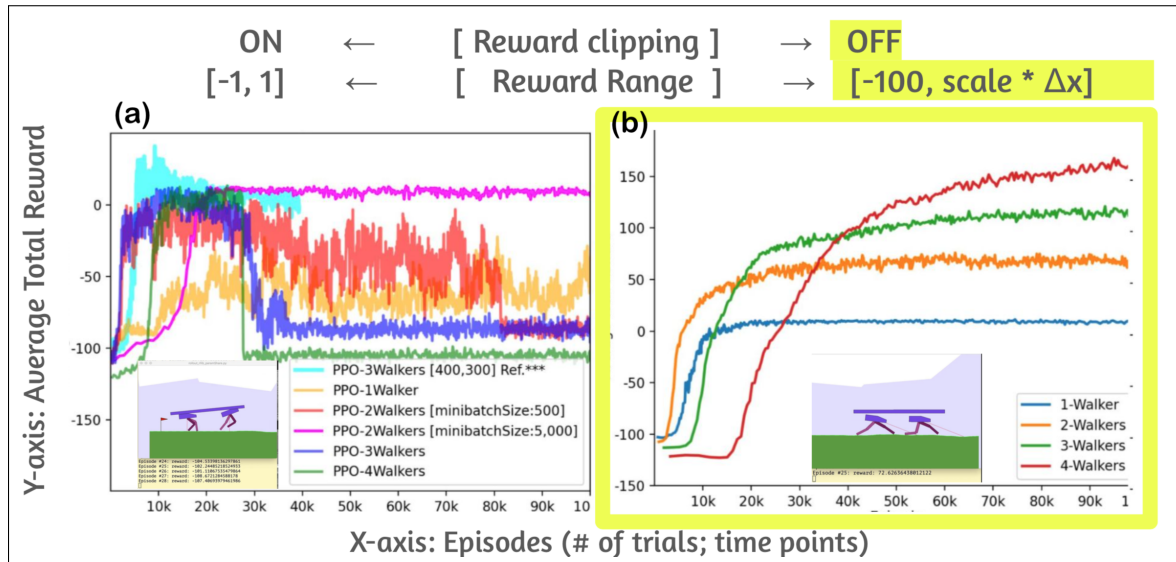 ON ← [ Reward clipping ] → OFF
[-1, 1] ← [ Reward Range ] → [-100, scale * Δx]
Y-axis: Average Total Reward
(a)
0
-50
-100
-150
10k 20k 30k 40k 50k 60k 70k 80k 90k 10
PPO-3Walkers [400,300] Ref.***
PPO-1Walker
PPO-2Walkers [minibatchSize:500]
PPO-2Walkers [minibatchSize:5,000]
PPO-3Walkers
PPO-4Walkers
(b)
150
100
50
0
-50
-100
-150
10k 20k 30k 40k 50k 60k 70k 80k 90k 1
Episode #25: reward: 72.62636438012122
1-Walker
2-Walkers
3-Walkers
4-Walkers
X-axis: Episodes (# of trials; time points)